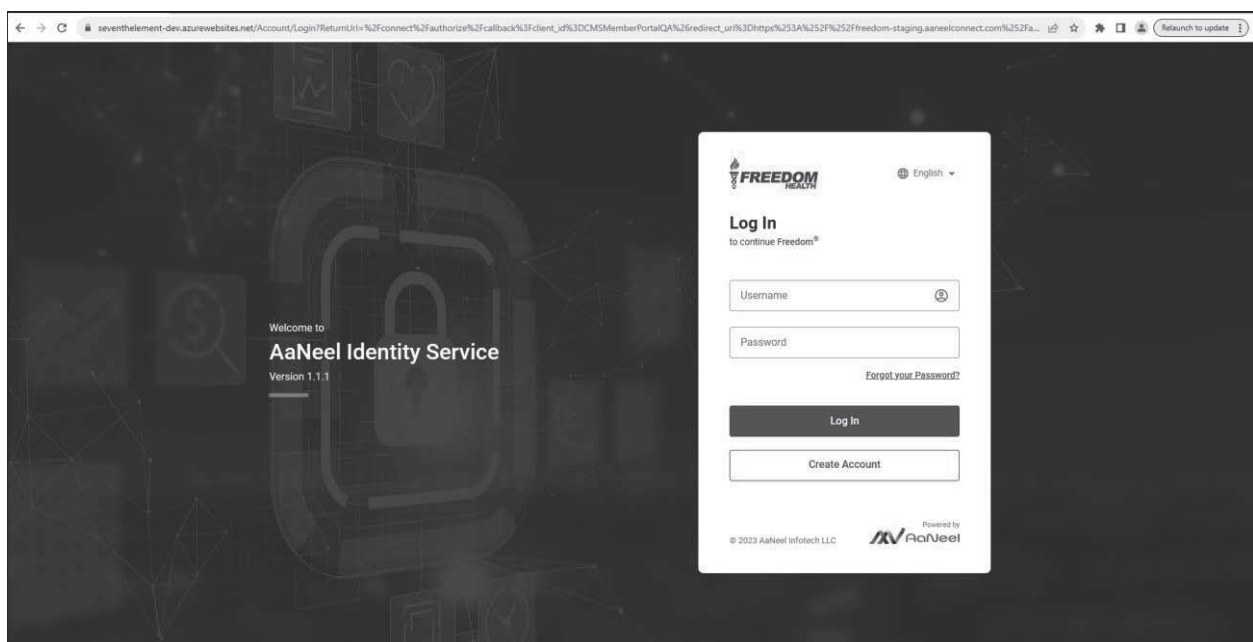 seventhelement-dev.azurewebsites.net/Account/Login?ReturnUrl=%2Fconnect%2Fauthorize%2Fcallback%3Fclient_id%3DCMSMemberPortalQA%26redirect_uri%3Dhttps%253A%252F%252Ffreedom-staging.aaneelconnect.com%252Fa...
Relaunch to update
FREEDOM
HEALTH
English
Log In
to continue Freedom®
Username
Password
Forgot your Password?
Log In
Create Account
© 2023 AaNeel Infotech LLC
Powered by
AaNeel
Welcome to
AaNeel Identity Service
Version 1.1.1